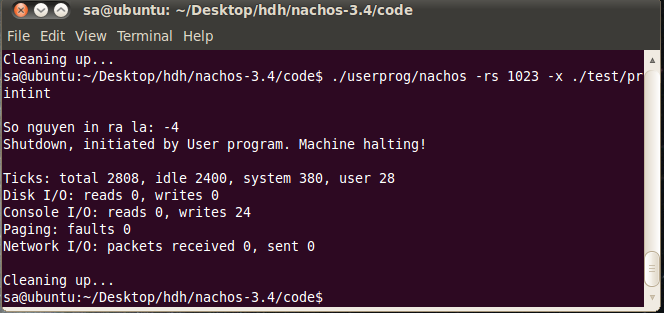 sa@ubuntu: ~/Desktop/hdh/nachos-3.4/code
File Edit View Terminal Help
Cleaning up...
sa@ubuntu:~/Desktop/hdh/nachos-3.4/code$ ./userprog/nachos -rs 1023 -x ./test/pr
intint
So nguyen in ra la: -4
Shutdown, initiated by User program. Machine halting!
Ticks: total 2808, idle 2400, system 380, user 28
Disk I/O: reads 0, writes 0
Console I/O: reads 0, writes 24
Paging: faults 0
Network I/O: packets received 0, sent 0
Cleaning up...
sa@ubuntu:~/Desktop/hdh/nachos-3.4/code$